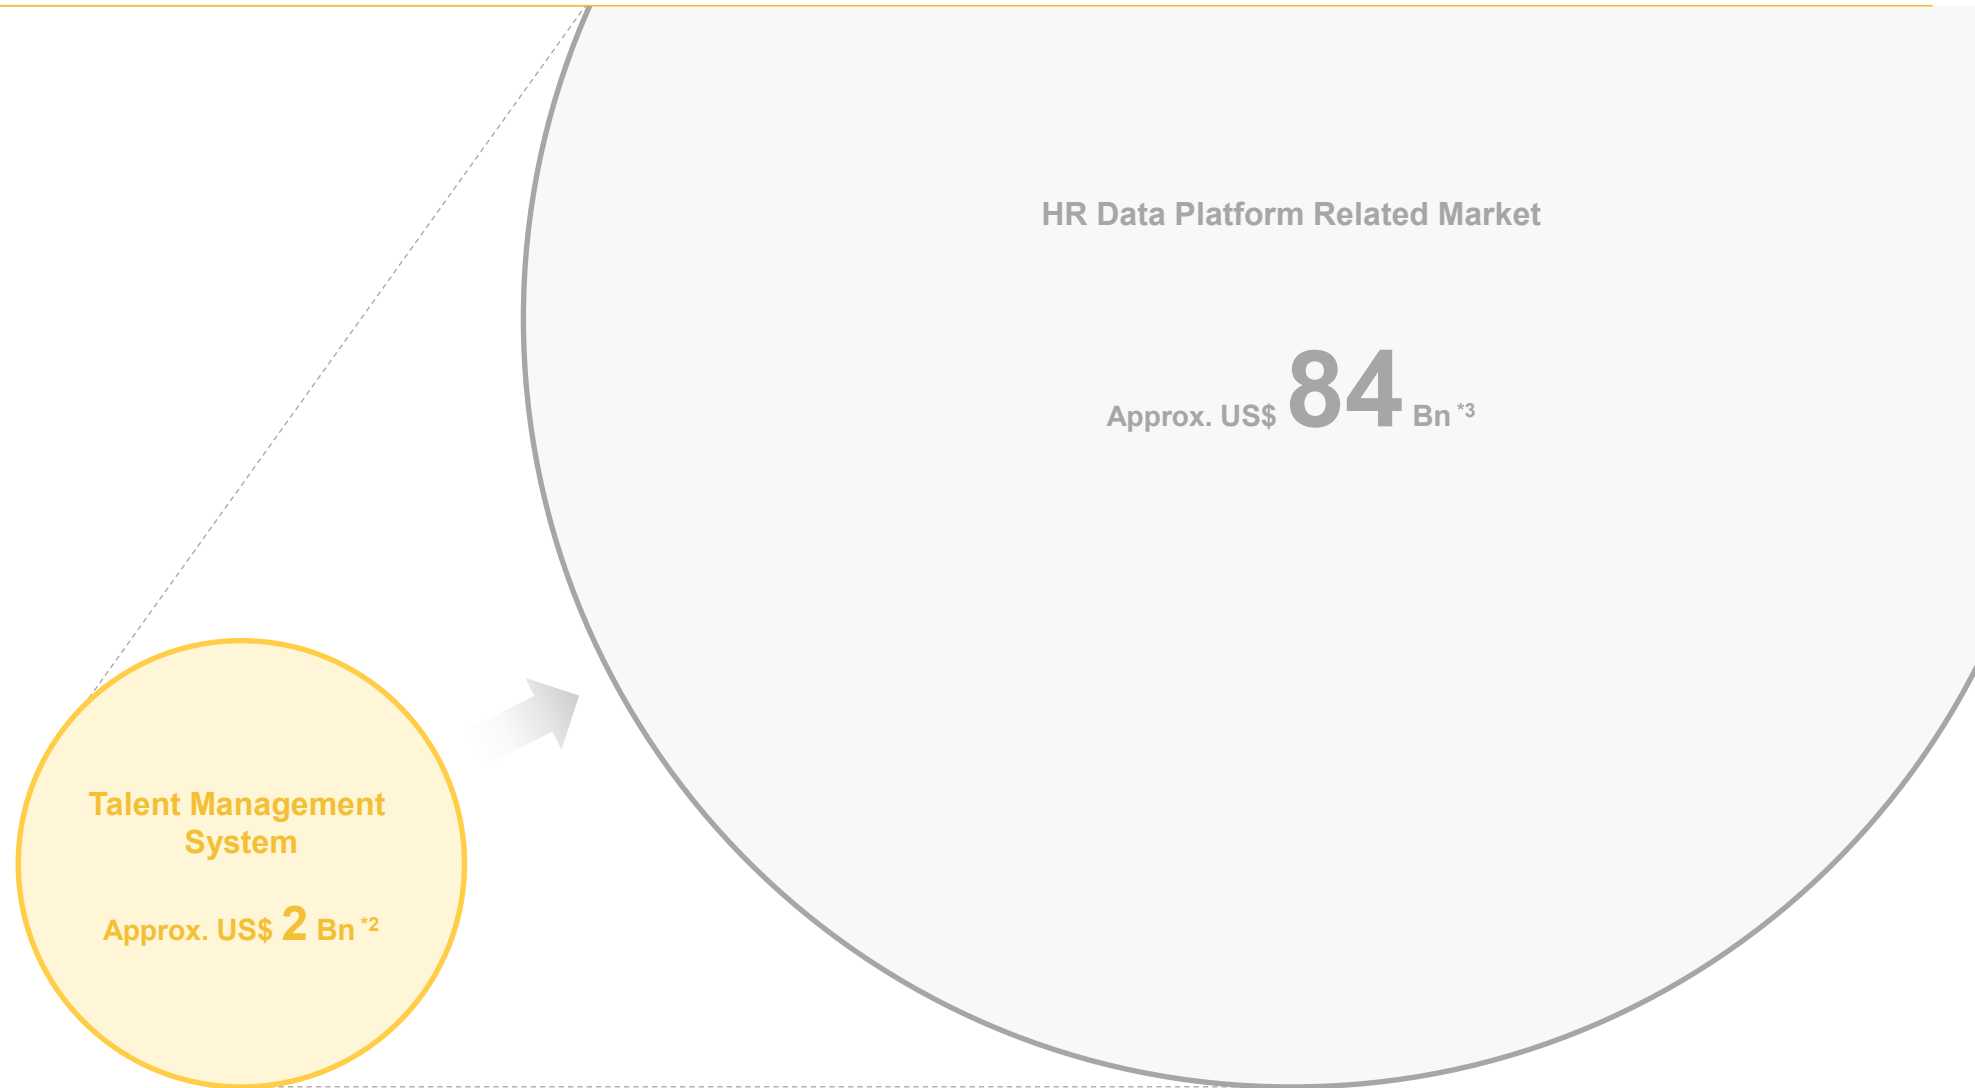 HR Data Platform Related Market
Approx. US$ 84 Bn *3
Talent Management
System
Approx. US$ 2 Bn *2